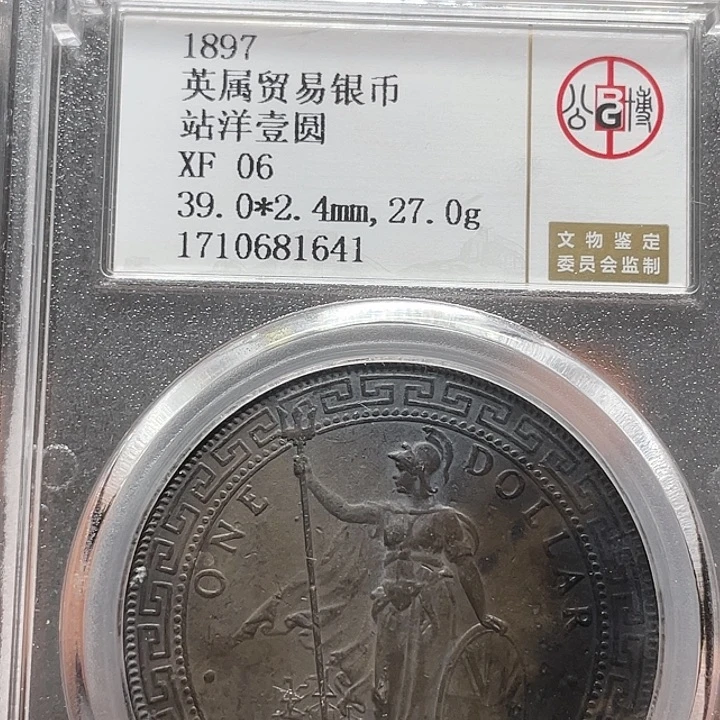 1897
英属贸易银币
站洋壹圆
XF 06
39.0*2.4mm,27.0g
1710681641
公博
BG
文物鉴定
委员会监制
ONE DOLLAR